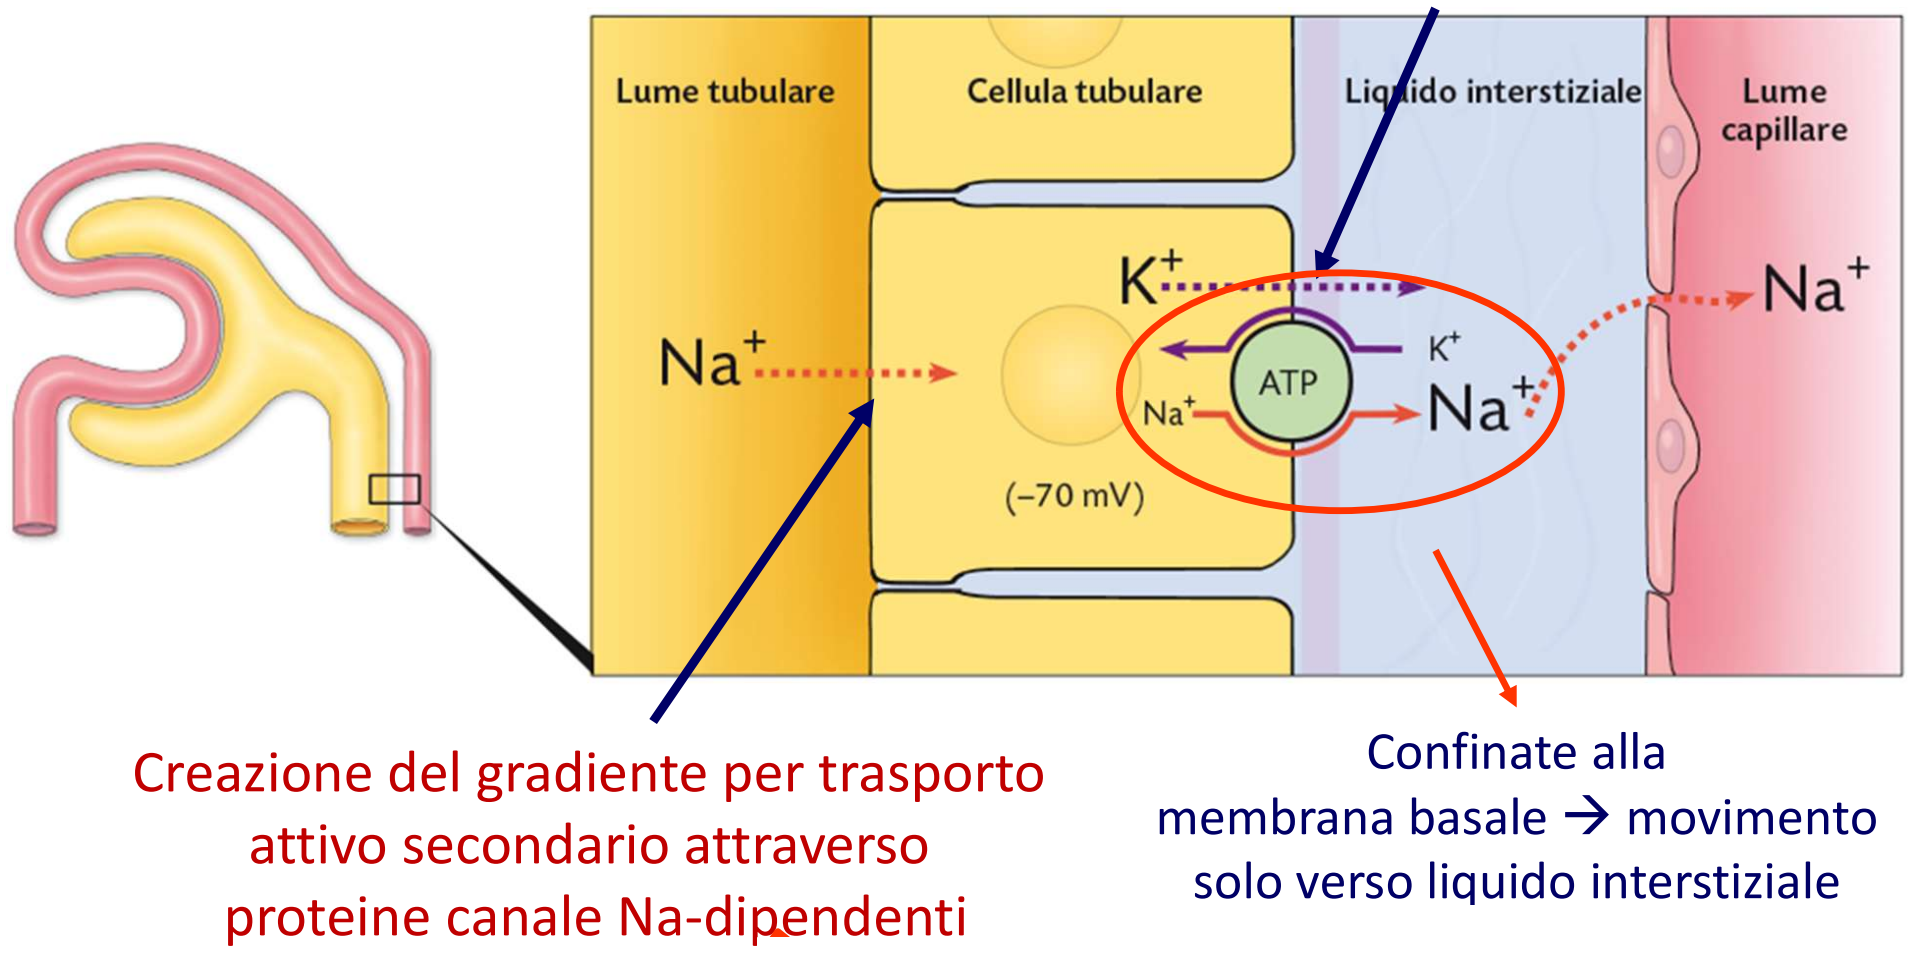 Lume tubulare
Cellula tubulare
Liquido interstiziale
Lume
capillare
K⁺
Na⁺
Na⁺
K⁺
ATP
Na⁺
Na⁺
(–70 mV)
Creazione del gradiente per trasporto
attivo secondario attraverso
proteine canale Na-dipendenti
Confinate alla
membrana basale → movimento
solo verso liquido interstiziale